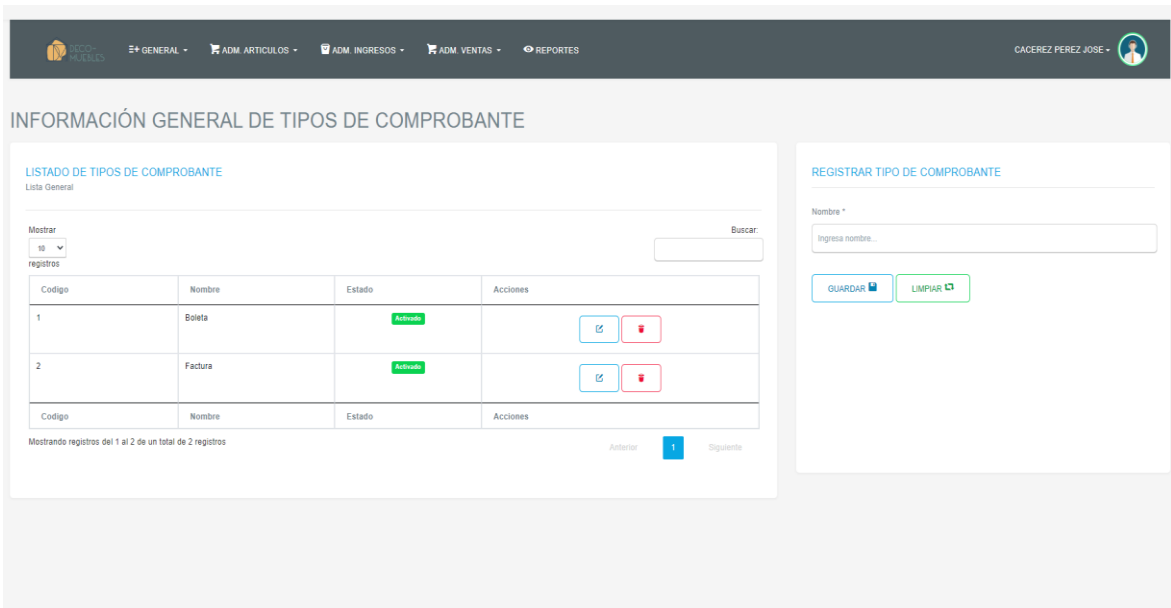 DECO-
MUEBLES
GENERAL
ADM. ARTICULOS
ADM. INGRESOS
ADM. VENTAS
REPORTES
CACEREZ PEREZ JOSE
INFORMACIÓN GENERAL DE TIPOS DE COMPROBANTE
LISTADO DE TIPOS DE COMPROBANTE
Lista General
Mostrar
10
registros
Buscar:
Codigo Nombre Estado Acciones
1 Boleta Activado
2 Factura Activado
Codigo Nombre Estado Acciones
Mostrando registros del 1 al 2 de un total de 2 registros
Anterior 1 Siguiente
REGISTRAR TIPO DE COMPROBANTE
Nombre *
Ingresa nombre...
GUARDAR LIMPIAR